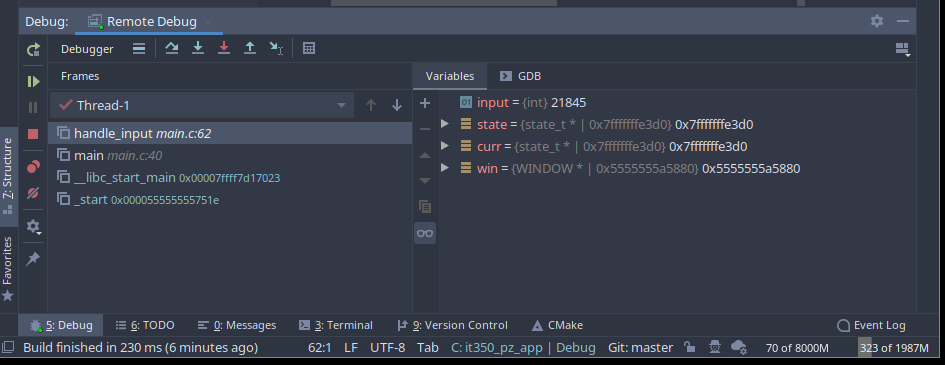 Debug: Remote Debug
Debugger
Frames
Variables GDB
Thread-1
handle_input main.c:62
main main.c:40
__libc_start_main 0x00007ffff7d17023
_start 0x000055555555751e
input = {int} 21845
state = {state_t * | 0x7fffffffe3d0} 0x7fffffffe3d0
curr = {state_t * | 0x7fffffffe3d0} 0x7fffffffe3d0
win = {WINDOW * | 0x5555555a5880} 0x5555555a5880
7: Structure
Favorites
5: Debug 6: TODO 0: Messages 3: Terminal 9: Version Control CMake Event Log
Build finished in 230 ms (6 minutes ago) 62:1 LF UTF-8 Tab C: it350_pz_app | Debug Git: master 70 of 8000M 323 of 1987M